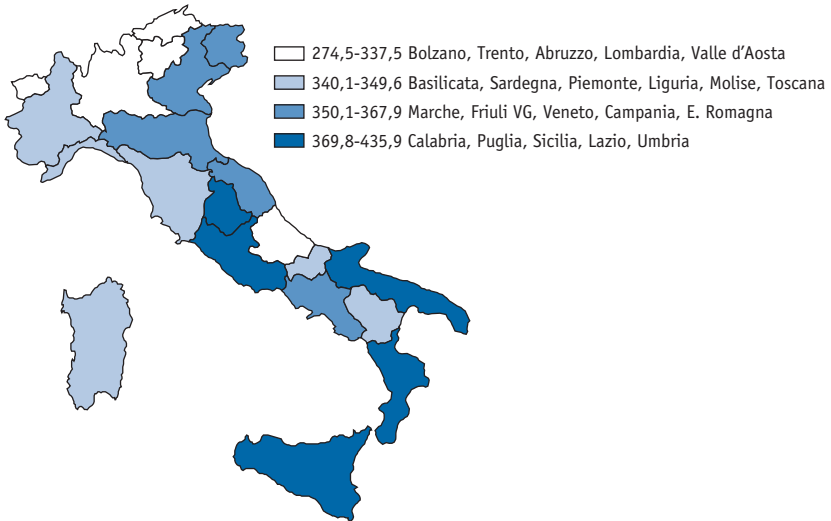 274,5-337,5 Bolzano, Trento, Abruzzo, Lombardia, Valle d’Aosta
340,1-349,6 Basilicata, Sardegna, Piemonte, Liguria, Molise, Toscana
350,1-367,9 Marche, Friuli VG, Veneto, Campania, E. Romagna
369,8-435,9 Calabria, Puglia, Sicilia, Lazio, Umbria